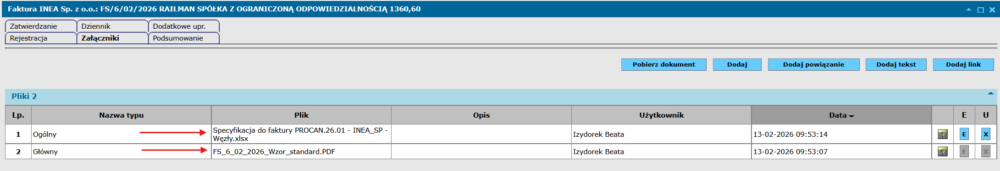 Faktura INEA Sp. z o.o.: FS/6/02/2026 RAILMAN SPÓŁKA Z OGRANICZONĄ ODPOWIEDZIALNOŚCIĄ 1360,60
Zatwierdzanie Dziennik Dodatkowe upr.
Rejestracja Załączniki Podsumowanie
Pobierz dokument Dodaj Dodaj powiązanie Dodaj tekst Dodaj link
Pliki 2
Lp. Nazwa typu Plik Opis Użytkownik Data E U
1 Ogólny Specyfikacja do faktury PROCAN.26.01 - INEA_SP -
Węzły.xlsx Izydorek Beata 13-02-2026 09:53:14 E X
2 Główny FS_6_02_2026_Wzor_standard.PDF Izydorek Beata 13-02-2026 09:53:07 E X